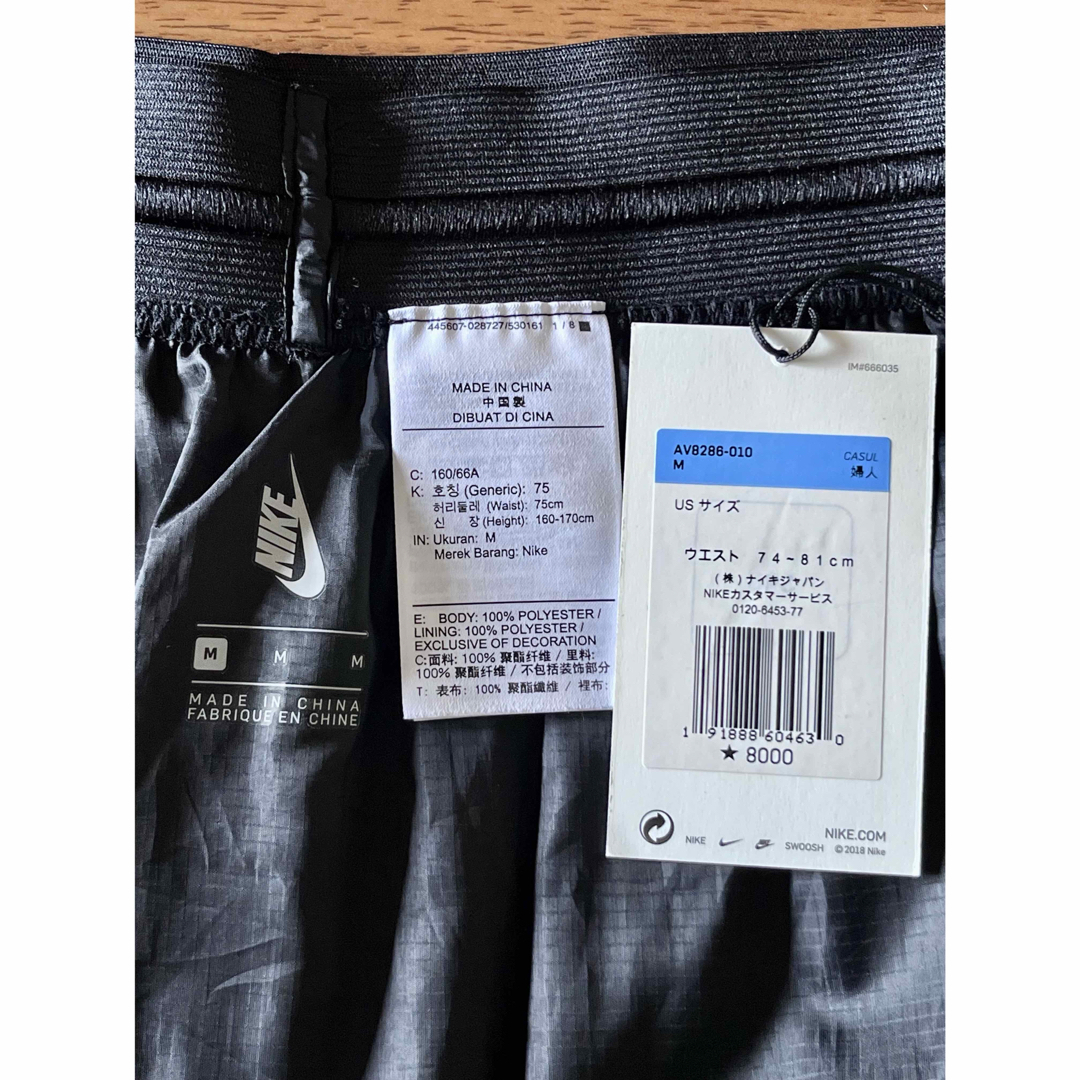 445607-028727/530161 1 / 8
MADE IN CHINA
中国製
DIBUAT DI CINA
C: 160/66A
K: 호칭 (Generic): 75
허리둘레 (Waist): 75cm
신 장 (Height): 160-170cm
IN: Ukuran: M
Merek Barang: Nike
E: BODY: 100% POLYESTER /
LINING: 100% POLYESTER /
EXCLUSIVE OF DECORATION
C:面料: 100% 聚酯纤维 / 里料:
100% 聚酯纤维 / 不包括装饰部分
T: 表布: 100% 聚酯纖維 / 裡布:
NIKE
M M M
MADE IN CHINA
FABRIQUE EN CHINE
IM#666035
AV8286-010 CASUL
M 婦人
US サイズ
ウエスト 74~81cm
(株)ナイキジャパン
NIKEカスタマーサービス
0120-6453-77
1 91888 60463 0
★ 8000
NIKE.COM
NIKE SWOOSH © 2018 Nike